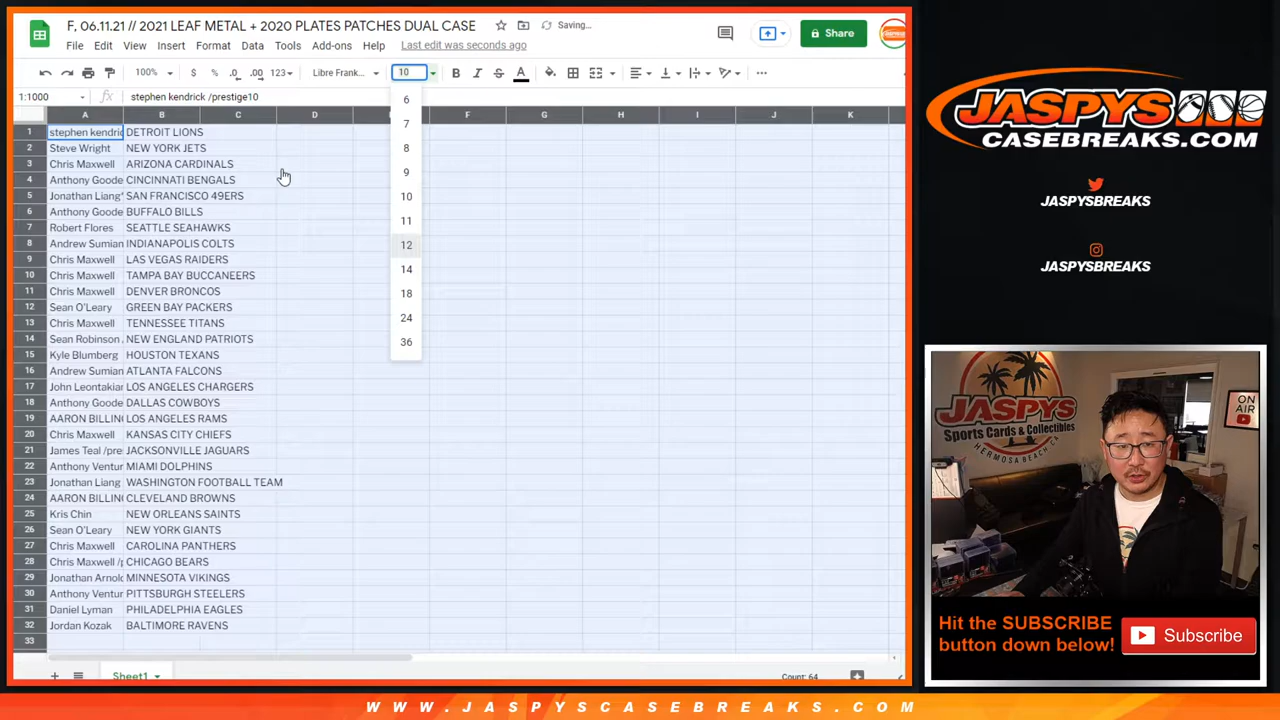 F, 06.11.21 // 2021 LEAF METAL + 2020 PLATES PATCHES DUAL CASE
Saving...
Share
File Edit View Insert Format Data Tools Add-ons Help Last edit was seconds ago
100% $ % .0 .00 123 Libre Frank... 10 B I S A
1:1000 fx stephen kendrick /prestige10
A B C D F G H I J K
1 stephen kendric DETROIT LIONS
2 Steve Wright NEW YORK JETS
3 Chris Maxwell ARIZONA CARDINALS
4 Anthony Goode CINCINNATI BENGALS
5 Jonathan Liang SAN FRANCISCO 49ERS
6 Anthony Goode BUFFALO BILLS
7 Robert Flores SEATTLE SEAHAWKS
8 Andrew Sumian INDIANAPOLIS COLTS
9 Chris Maxwell LAS VEGAS RAIDERS
10 Chris Maxwell TAMPA BAY BUCCANEERS
11 Chris Maxwell DENVER BRONCOS
12 Sean O'Leary GREEN BAY PACKERS
13 Chris Maxwell TENNESSEE TITANS
14 Sean Robinson NEW ENGLAND PATRIOTS
15 Kyle Blumberg HOUSTON TEXANS
16 Andrew Sumian ATLANTA FALCONS
17 John Leontakian LOS ANGELES CHARGERS
18 Anthony Goode DALLAS COWBOYS
19 AARON BILLING LOS ANGELES RAMS
20 Chris Maxwell KANSAS CITY CHIEFS
21 James Teal /pre JACKSONVILLE JAGUARS
22 Anthony Ventur MIAMI DOLPHINS
23 Jonathan Liang WASHINGTON FOOTBALL TEAM
24 AARON BILLING CLEVELAND BROWNS
25 Kris Chin NEW ORLEANS SAINTS
26 Sean O'Leary NEW YORK GIANTS
27 Chris Maxwell CAROLINA PANTHERS
28 Chris Maxwell /p CHICAGO BEARS
29 Jonathan Arnold MINNESOTA VIKINGS
30 Anthony Ventur PITTSBURGH STEELERS
31 Daniel Lyman PHILADELPHIA EAGLES
32 Jordan Kozak BALTIMORE RAVENS
33
6
7
8
9
10
11
12
14
18
24
36
Sheet1
Count: 64
JASPYS
CASEBREAKS.COM
JASPYSBREAKS
JASPYSBREAKS
JASPYS
Sports Cards & Collectibles
HERMOSA BEACH, CA
ON
AIR
Hit the SUBSCRIBE
button down below!
Subscribe
WWW.JASPYSCASEBREAKS.COM